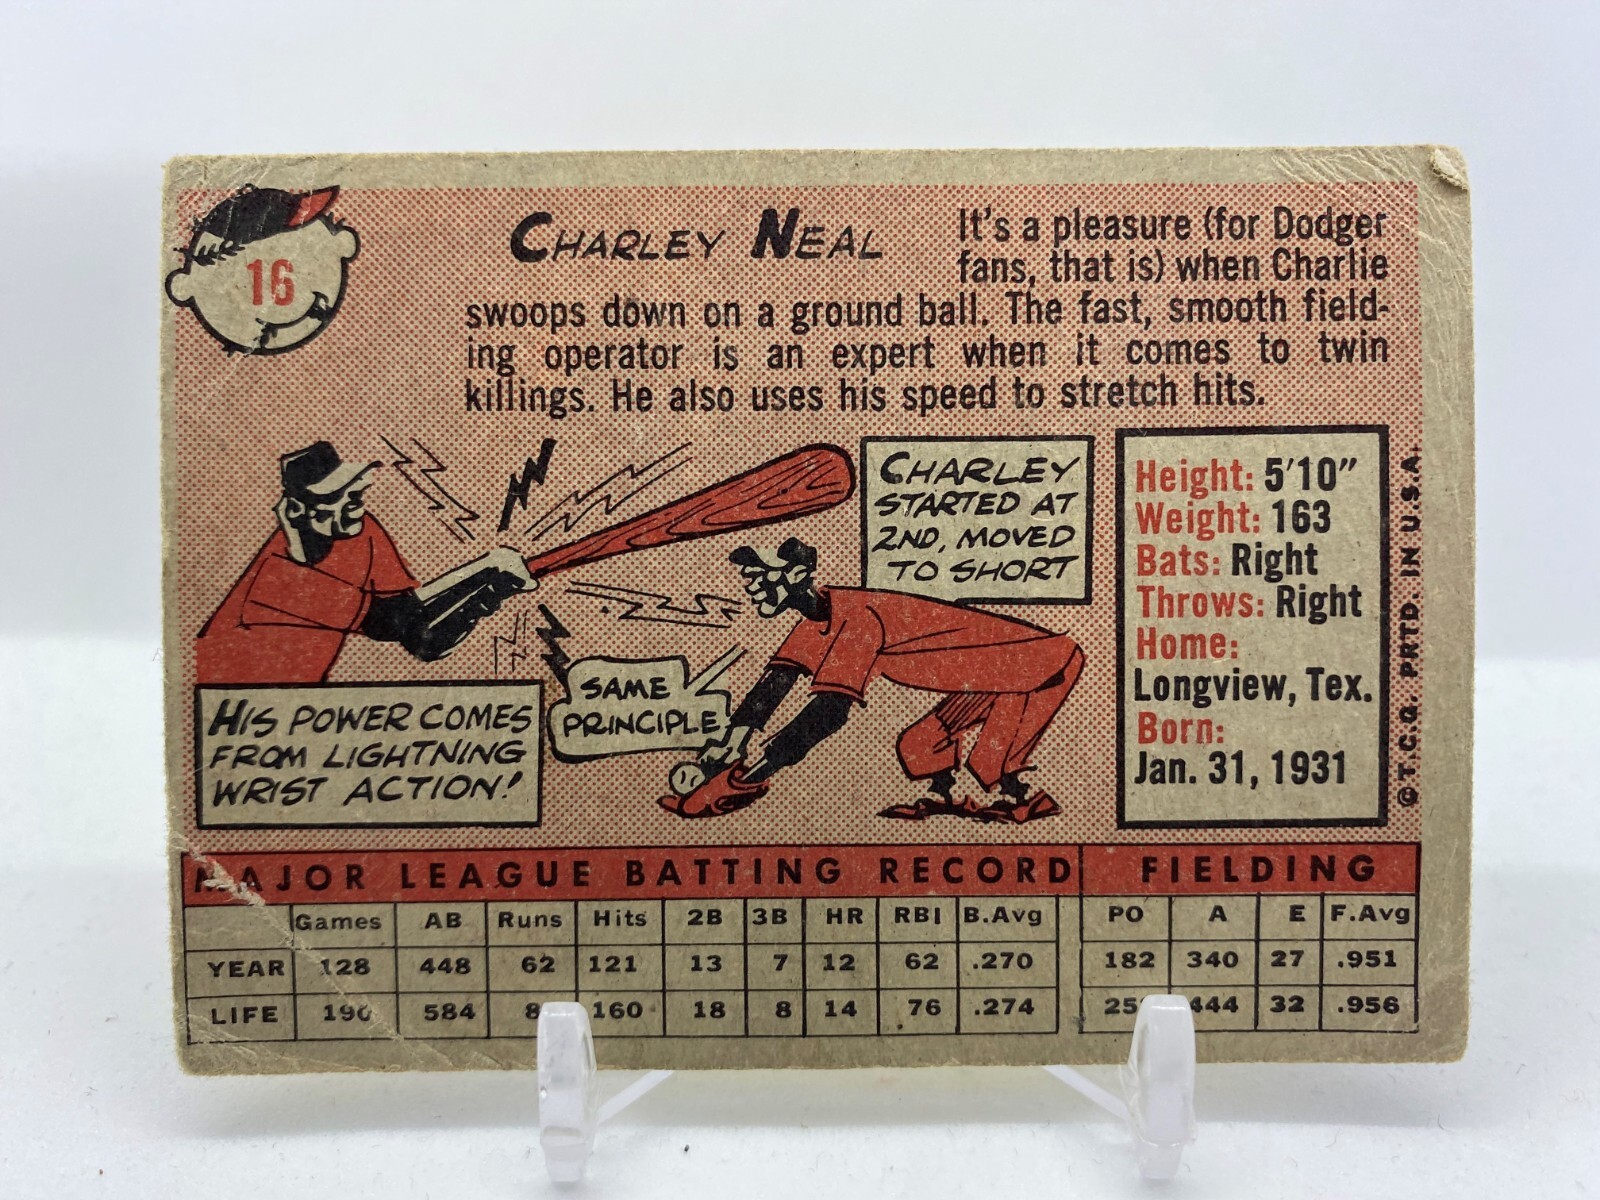 16
CHARLEY NEAL
It's a pleasure (for Dodger
fans, that is) when Charlie
swoops down on a ground ball. The fast, smooth field-
ing operator is an expert when it comes to twin
killings. He also uses his speed to stretch hits.
CHARLEY
STARTED AT
2ND, MOVED
TO SHORT
HIS POWER COMES
FROM LIGHTNING
WRIST ACTION!
SAME
PRINCIPLE
Height: 5'10"
Weight: 163
Bats: Right
Throws: Right
Home:
Longview, Tex.
Born:
Jan. 31, 1931
© T.C.G. PRTD. IN U.S.A.
MAJOR LEAGUE BATTING RECORD FIELDING
Games AB Runs Hits 2B 3B HR RBI B.Avg PO A E F.Avg
YEAR 128 448 62 121 13 7 12 62 .270 182 340 27 .951
LIFE 190 584 160 18 8 14 76 .274 444 32 .956